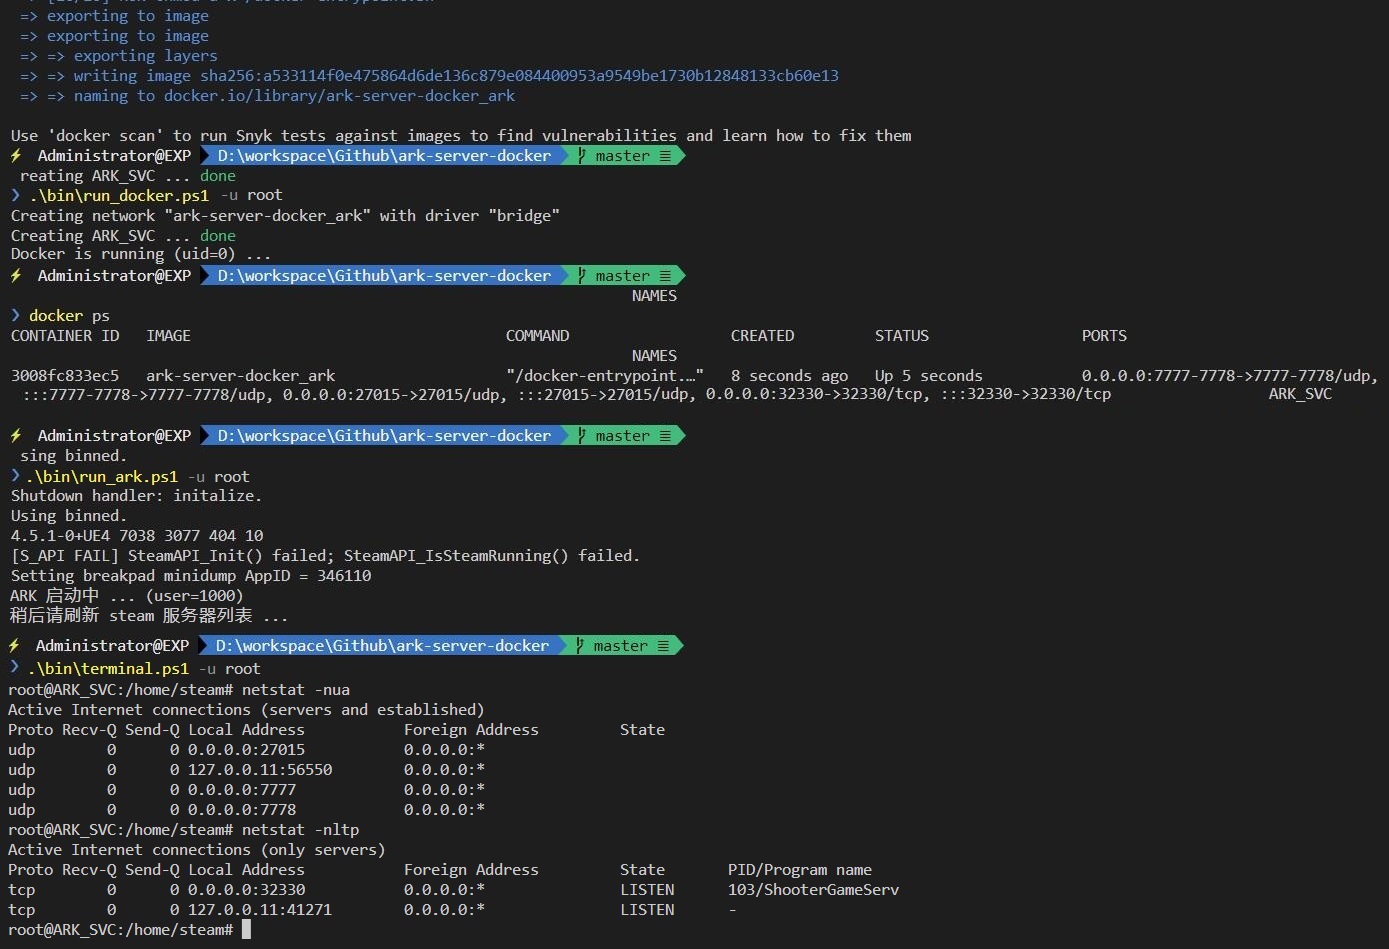 => exporting to image
=> exporting to image
=> => exporting layers
=> => writing image sha256:a533114f0e475864d6de136c879e084400953a9549be1730b12848133cb60e13
=> => naming to docker.io/library/ark-server-docker_ark
Use 'docker scan' to run Snyk tests against images to find vulnerabilities and learn how to fix them
⚡ Administrator@EXP D:\workspace\Github\ark-server-docker master ≡
reating ARK_SVC ... done
❯ .\bin\run_docker.ps1 -u root
Creating network "ark-server-docker_ark" with driver "bridge"
Creating ARK_SVC ... done
Docker is running (uid=0) ...
⚡ Administrator@EXP D:\workspace\Github\ark-server-docker master ≡
NAMES
❯ docker ps
CONTAINER ID IMAGE COMMAND CREATED STATUS PORTS
NAMES
3008fc833ec5 ark-server-docker_ark "/docker-entrypoint.…" 8 seconds ago Up 5 seconds 0.0.0.0:7777-7778->7777-7778/udp,
:::7777-7778->7777-7778/udp, 0.0.0.0:27015->27015/udp, :::27015->27015/udp, 0.0.0.0:32330->32330/tcp, :::32330->32330/tcp ARK_SVC
⚡ Administrator@EXP D:\workspace\Github\ark-server-docker master ≡
sing binned.
❯ .\bin\run_ark.ps1 -u root
Shutdown handler: initalize.
Using binned.
4.5.1-0+UE4 7038 3077 404 10
[S_API FAIL] SteamAPI_Init() failed; SteamAPI_IsSteamRunning() failed.
Setting breakpad minidump AppID = 346110
ARK 启动中 ... (user=1000)
稍后请刷新 steam 服务器列表 ...
⚡ Administrator@EXP D:\workspace\Github\ark-server-docker master ≡
❯ .\bin\terminal.ps1 -u root
root@ARK_SVC:/home/steam# netstat -nua
Active Internet connections (servers and established)
Proto Recv-Q Send-Q Local Address Foreign Address State
udp 0 0 0.0.0.0:27015 0.0.0.0:*
udp 0 0 127.0.0.11:56550 0.0.0.0:*
udp 0 0 0.0.0.0:7777 0.0.0.0:*
udp 0 0 0.0.0.0:7778 0.0.0.0:*
root@ARK_SVC:/home/steam# netstat -nltp
Active Internet connections (only servers)
Proto Recv-Q Send-Q Local Address Foreign Address State PID/Program name
tcp 0 0 0.0.0.0:32330 0.0.0.0:* LISTEN 103/ShooterGameServ
tcp 0 0 127.0.0.11:41271 0.0.0.0:* LISTEN -
root@ARK_SVC:/home/steam#